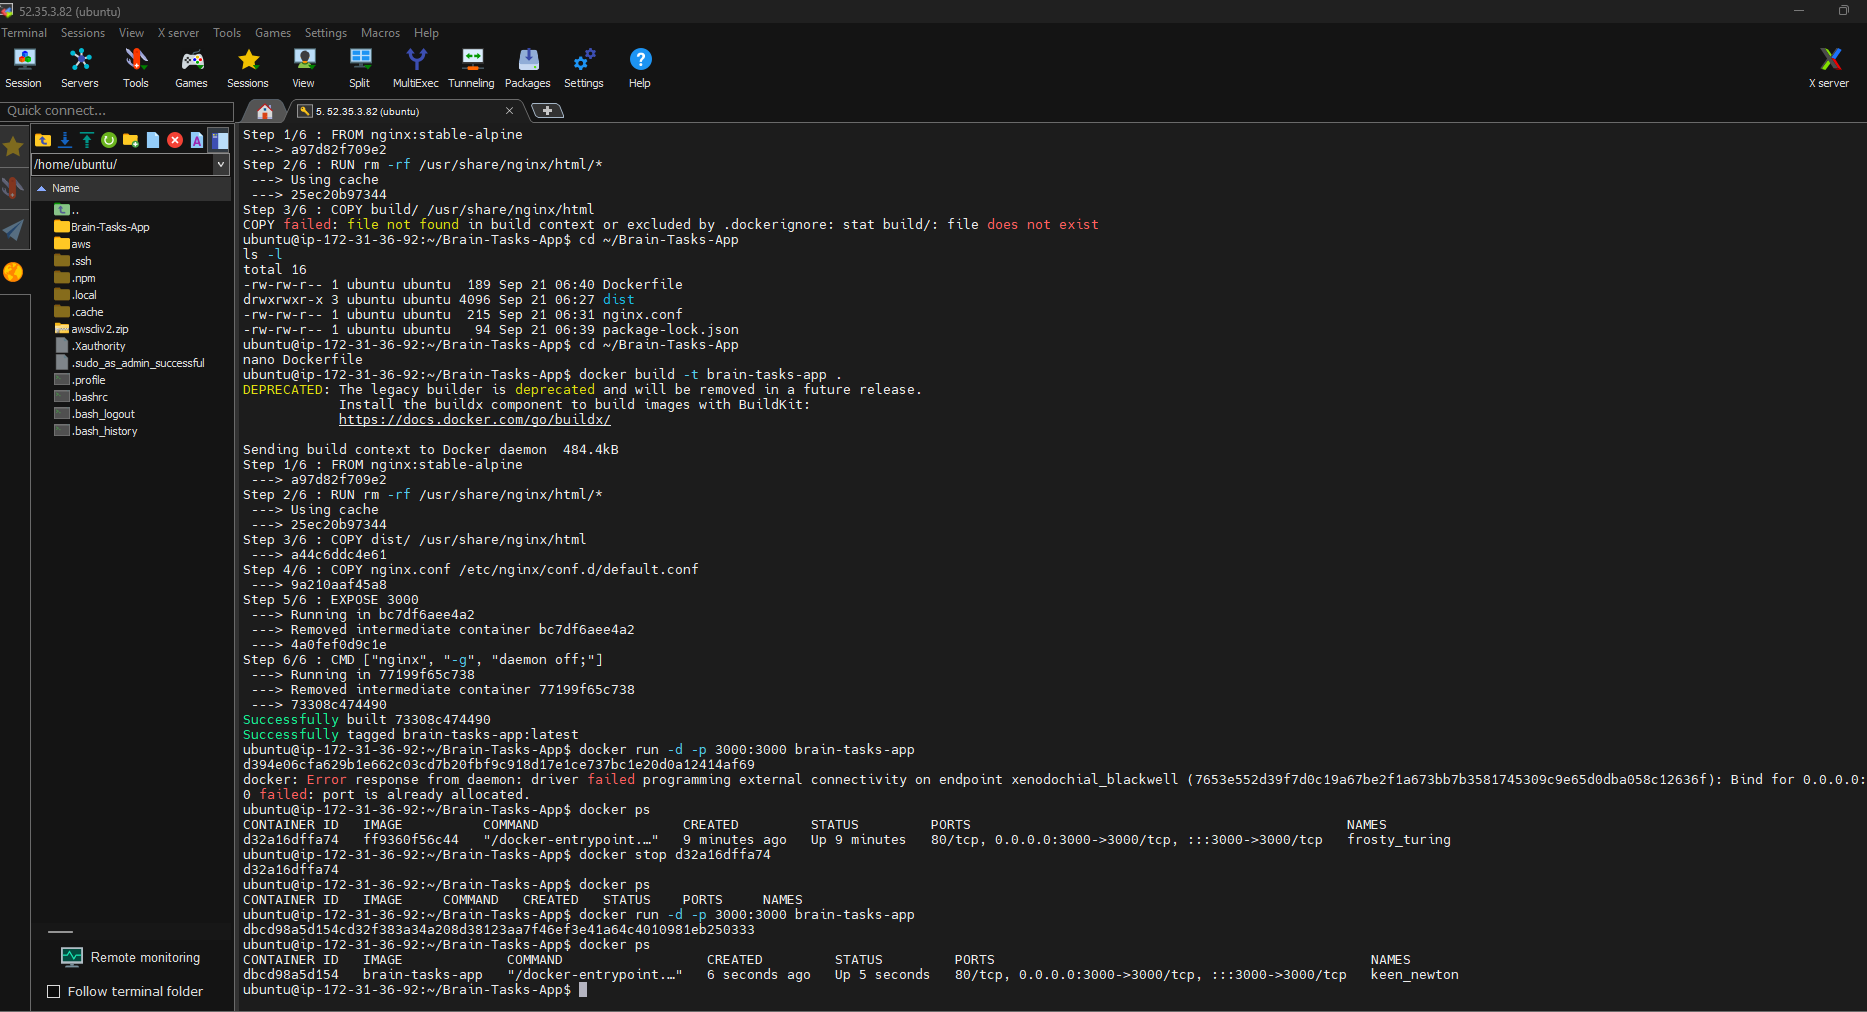 52.35.3.82 (ubuntu)
Terminal Sessions View X server Tools Games Settings Macros Help
Session Servers Tools Games Sessions View Split MultiExec Tunneling Packages Settings Help X server
Quick connect...
5. 52.35.3.82 (ubuntu)
/home/ubuntu/
Name
..
Brain-Tasks-App
aws
.ssh
.npm
.local
.cache
awscliv2.zip
.Xauthority
.sudo_as_admin_successful
.profile
.bashrc
.bash_logout
.bash_history
Remote monitoring
Follow terminal folder
Step 1/6 : FROM nginx:stable-alpine
---> a97d82f709e2
Step 2/6 : RUN rm -rf /usr/share/nginx/html/*
---> Using cache
---> 25ec20b97344
Step 3/6 : COPY build/ /usr/share/nginx/html
COPY failed: file not found in build context or excluded by .dockerignore: stat build/: file does not exist
ubuntu@ip-172-31-36-92:~/Brain-Tasks-App$ cd ~/Brain-Tasks-App
ls -l
total 16
-rw-rw-r-- 1 ubuntu ubuntu  189 Sep 21 06:40 Dockerfile
drwxrwxr-x 3 ubuntu ubuntu 4096 Sep 21 06:27 dist
-rw-rw-r-- 1 ubuntu ubuntu  215 Sep 21 06:31 nginx.conf
-rw-rw-r-- 1 ubuntu ubuntu   94 Sep 21 06:39 package-lock.json
ubuntu@ip-172-31-36-92:~/Brain-Tasks-App$ cd ~/Brain-Tasks-App
nano Dockerfile
ubuntu@ip-172-31-36-92:~/Brain-Tasks-App$ docker build -t brain-tasks-app .
DEPRECATED: The legacy builder is deprecated and will be removed in a future release.
Install the buildx component to build images with BuildKit:
https://docs.docker.com/go/buildx/
Sending build context to Docker daemon  484.4kB
Step 1/6 : FROM nginx:stable-alpine
---> a97d82f709e2
Step 2/6 : RUN rm -rf /usr/share/nginx/html/*
---> Using cache
---> 25ec20b97344
Step 3/6 : COPY dist/ /usr/share/nginx/html
---> a44c6ddc4e61
Step 4/6 : COPY nginx.conf /etc/nginx/conf.d/default.conf
---> 9a210aaf45a8
Step 5/6 : EXPOSE 3000
---> Running in bc7df6aee4a2
---> Removed intermediate container bc7df6aee4a2
---> 4a0fef0d9c1e
Step 6/6 : CMD ["nginx", "-g", "daemon off;"]
---> Running in 77199f65c738
---> Removed intermediate container 77199f65c738
---> 73308c474490
Successfully built 73308c474490
Successfully tagged brain-tasks-app:latest
ubuntu@ip-172-31-36-92:~/Brain-Tasks-App$ docker run -d -p 3000:3000 brain-tasks-app
d394e06cfa629b1e662c03cd7b20fbf9c918d17e1ce737bc1e20d0a12414af69
docker: Error response from daemon: driver failed programming external connectivity on endpoint xenodochial_blackwell (7653e552d39f7d0c19a67be2f1a673bb7b3581745309c9e65d0dba058c12636f): Bind for 0.0.0.0:
0 failed: port is already allocated.
ubuntu@ip-172-31-36-92:~/Brain-Tasks-App$ docker ps
CONTAINER ID   IMAGE          COMMAND                  CREATED         STATUS         PORTS                                               NAMES
d32a16dffa74   ff9360f56c44   "/docker-entrypoint.…"   9 minutes ago   Up 9 minutes   80/tcp, 0.0.0.0:3000->3000/tcp, :::3000->3000/tcp   frosty_turing
ubuntu@ip-172-31-36-92:~/Brain-Tasks-App$ docker stop d32a16dffa74
d32a16dffa74
ubuntu@ip-172-31-36-92:~/Brain-Tasks-App$ docker ps
CONTAINER ID   IMAGE     COMMAND   CREATED   STATUS    PORTS     NAMES
ubuntu@ip-172-31-36-92:~/Brain-Tasks-App$ docker run -d -p 3000:3000 brain-tasks-app
dbcd98a5d154cd32f383a34a208d38123aa7f46ef3e41a64c4010981eb250333
ubuntu@ip-172-31-36-92:~/Brain-Tasks-App$ docker ps
CONTAINER ID   IMAGE             COMMAND                  CREATED         STATUS         PORTS                                               NAMES
dbcd98a5d154   brain-tasks-app   "/docker-entrypoint.…"   6 seconds ago   Up 5 seconds   80/tcp, 0.0.0.0:3000->3000/tcp, :::3000->3000/tcp   keen_newton
ubuntu@ip-172-31-36-92:~/Brain-Tasks-App$